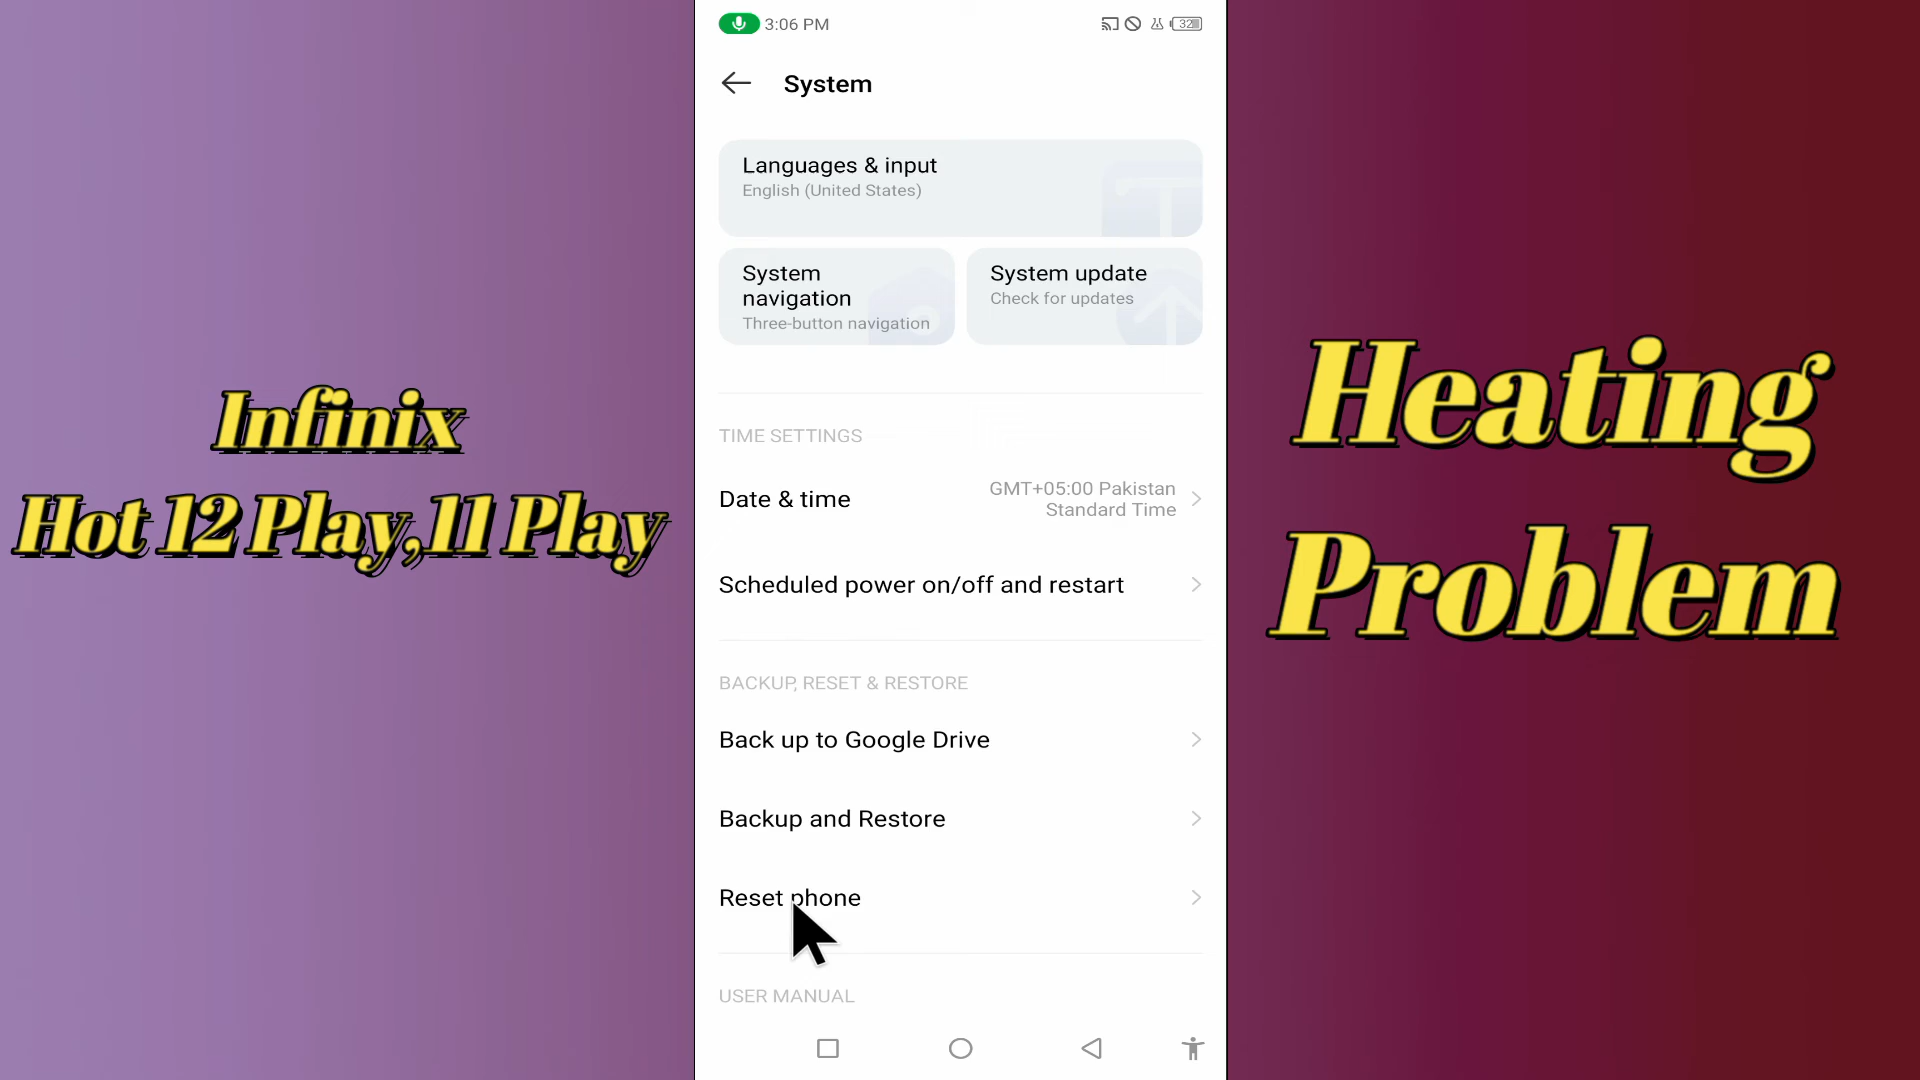 3:06 PM
32
System
Languages & input
English (United States)
System
navigation
Three-button navigation
System update
Check for updates
TIME SETTINGS
Date & time
GMT+05:00 Pakistan
Standard Time
Scheduled power on/off and restart
BACKUP, RESET & RESTORE
Back up to Google Drive
Backup and Restore
Reset phone
USER MANUAL
Infinix
Hot 12 Play,11 Play
Heating
Problem